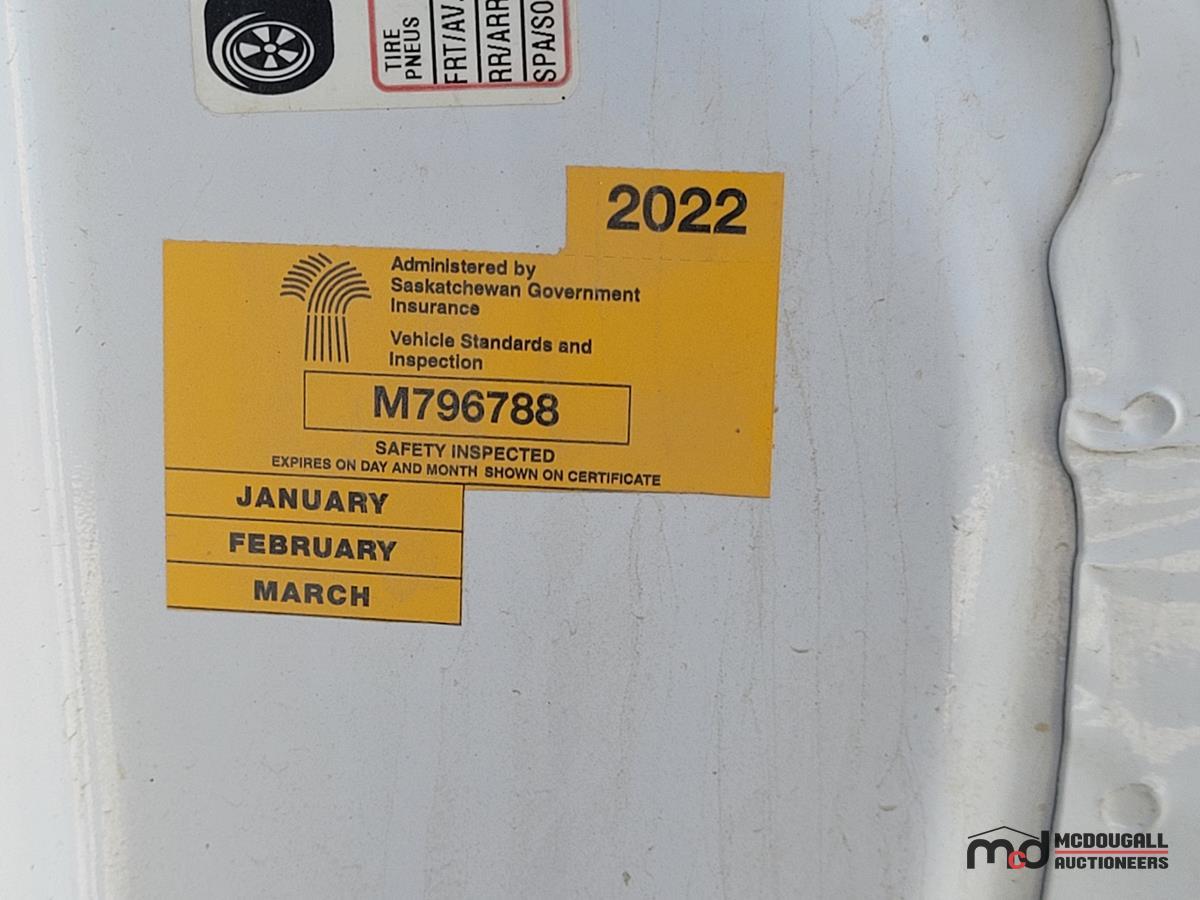 TIRE
PNEUS
FRT/AV
RR/ARR
SPA/SO
2022
Administered by
Saskatchewan Government
Insurance
Vehicle Standards and
Inspection
M796788
SAFETY INSPECTED
EXPIRES ON DAY AND MONTH SHOWN ON CERTIFICATE
JANUARY
FEBRUARY
MARCH
mcd MCDOUGALL
AUCTIONEERS